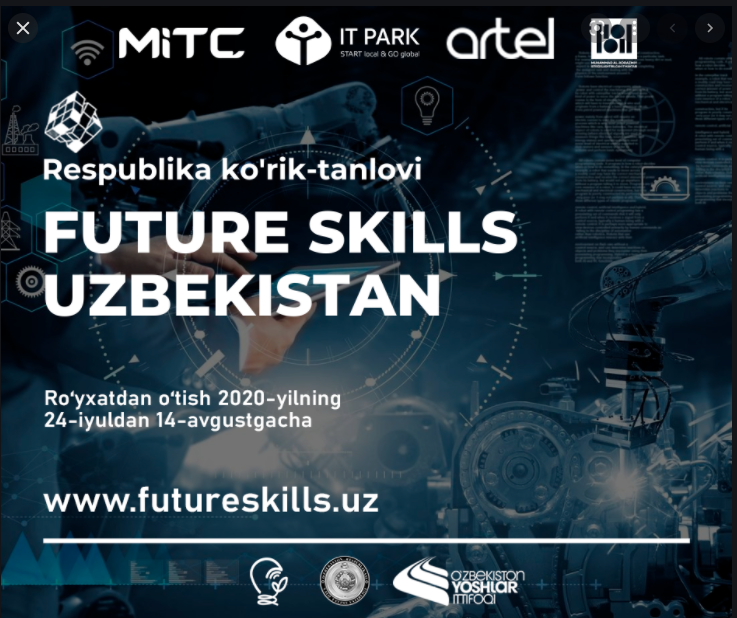 MiTC
IT PARK
START local & GO global
artel
Respublika ko'rik-tanlovi
FUTURE SKILLS
UZBEKISTAN
Ro‘yxatdan o‘tish 2020-yilning
24-iyuldan 14-avgustgacha
www.futureskills.uz
O‘ZBEKISTON
YOSHLAR
ITTIFOQI